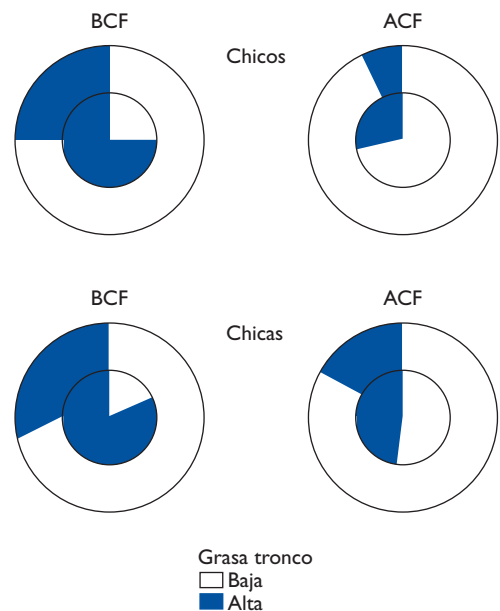 BCF
ACF
Chicos
BCF
ACF
Chicas
Grasa tronco
Baja
Alta